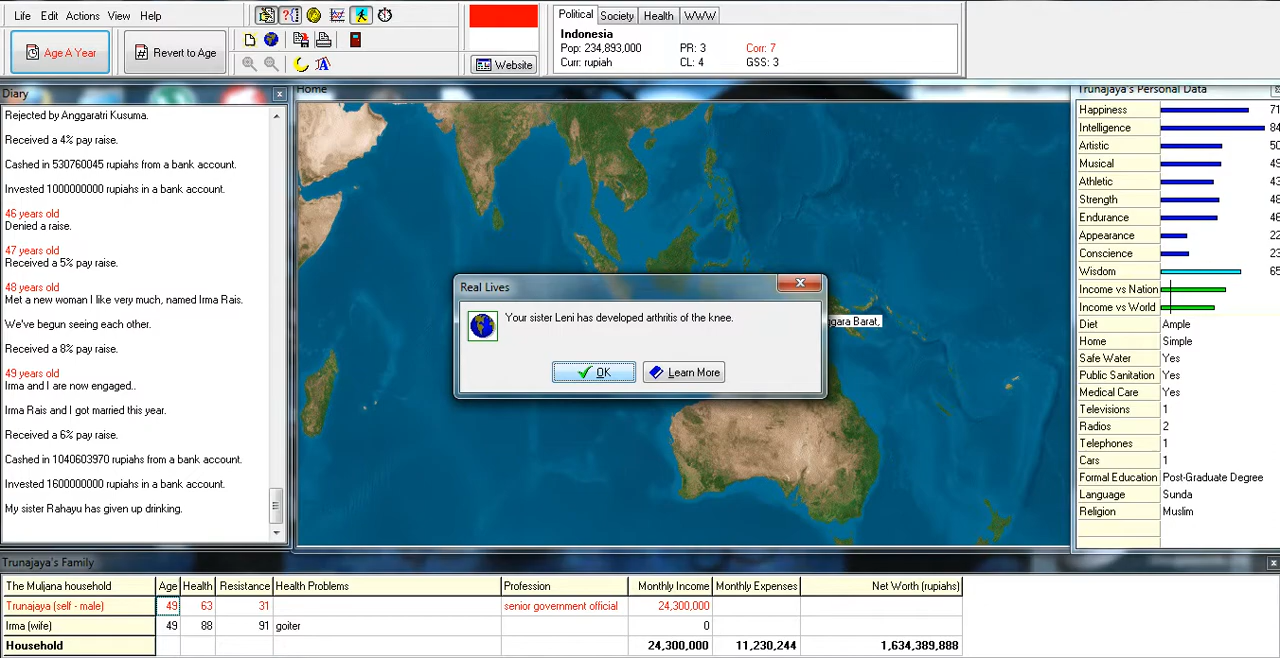 Life Edit Actions View Help
Age A Year
Revert to Age
Website
Political Society Health WWW
Indonesia
Pop: 234,893,000 PR: 3 Corr: 7
Curr: rupiah CL: 4 GSS: 3
Diary
Rejected by Anggaratri Kusuma.
Received a 4% pay raise.
Cashed in 530760045 rupiahs from a bank account.
Invested 1000000000 rupiahs in a bank account.
46 years old
Denied a raise.
47 years old
Received a 5% pay raise.
48 years old
Met a new woman I like very much, named Irma Rais.
We've begun seeing each other.
Received a 8% pay raise.
49 years old
Irma and I are now engaged..
Irma Rais and I got married this year.
Received a 6% pay raise.
Cashed in 1040603970 rupiahs from a bank account.
Invested 1600000000 rupiahs in a bank account.
My sister Rahayu has given up drinking.
Home
ggara Barat,
Real Lives
Your sister Leni has developed arthritis of the knee.
OK
Learn More
Trunajaya's Personal Data
Happiness 71
Intelligence 84
Artistic 50
Musical 49
Athletic 43
Strength 48
Endurance 46
Appearance 22
Conscience 23
Wisdom 65
Income vs Nation
Income vs World
Diet Ample
Home Simple
Safe Water Yes
Public Sanitation Yes
Medical Care Yes
Televisions 1
Radios 2
Telephones 1
Cars 1
Formal Education Post-Graduate Degree
Language Sunda
Religion Muslim
Trunajaya's Family
The Muljana household Age Health Resistance Health Problems Profession Monthly Income Monthly Expenses Net Worth (rupiahs)
Trunajaya (self - male) 49 63 31 senior government official 24,300,000
Irma (wife) 49 88 91 goiter 0
Household 24,300,000 11,230,244 1,634,389,888